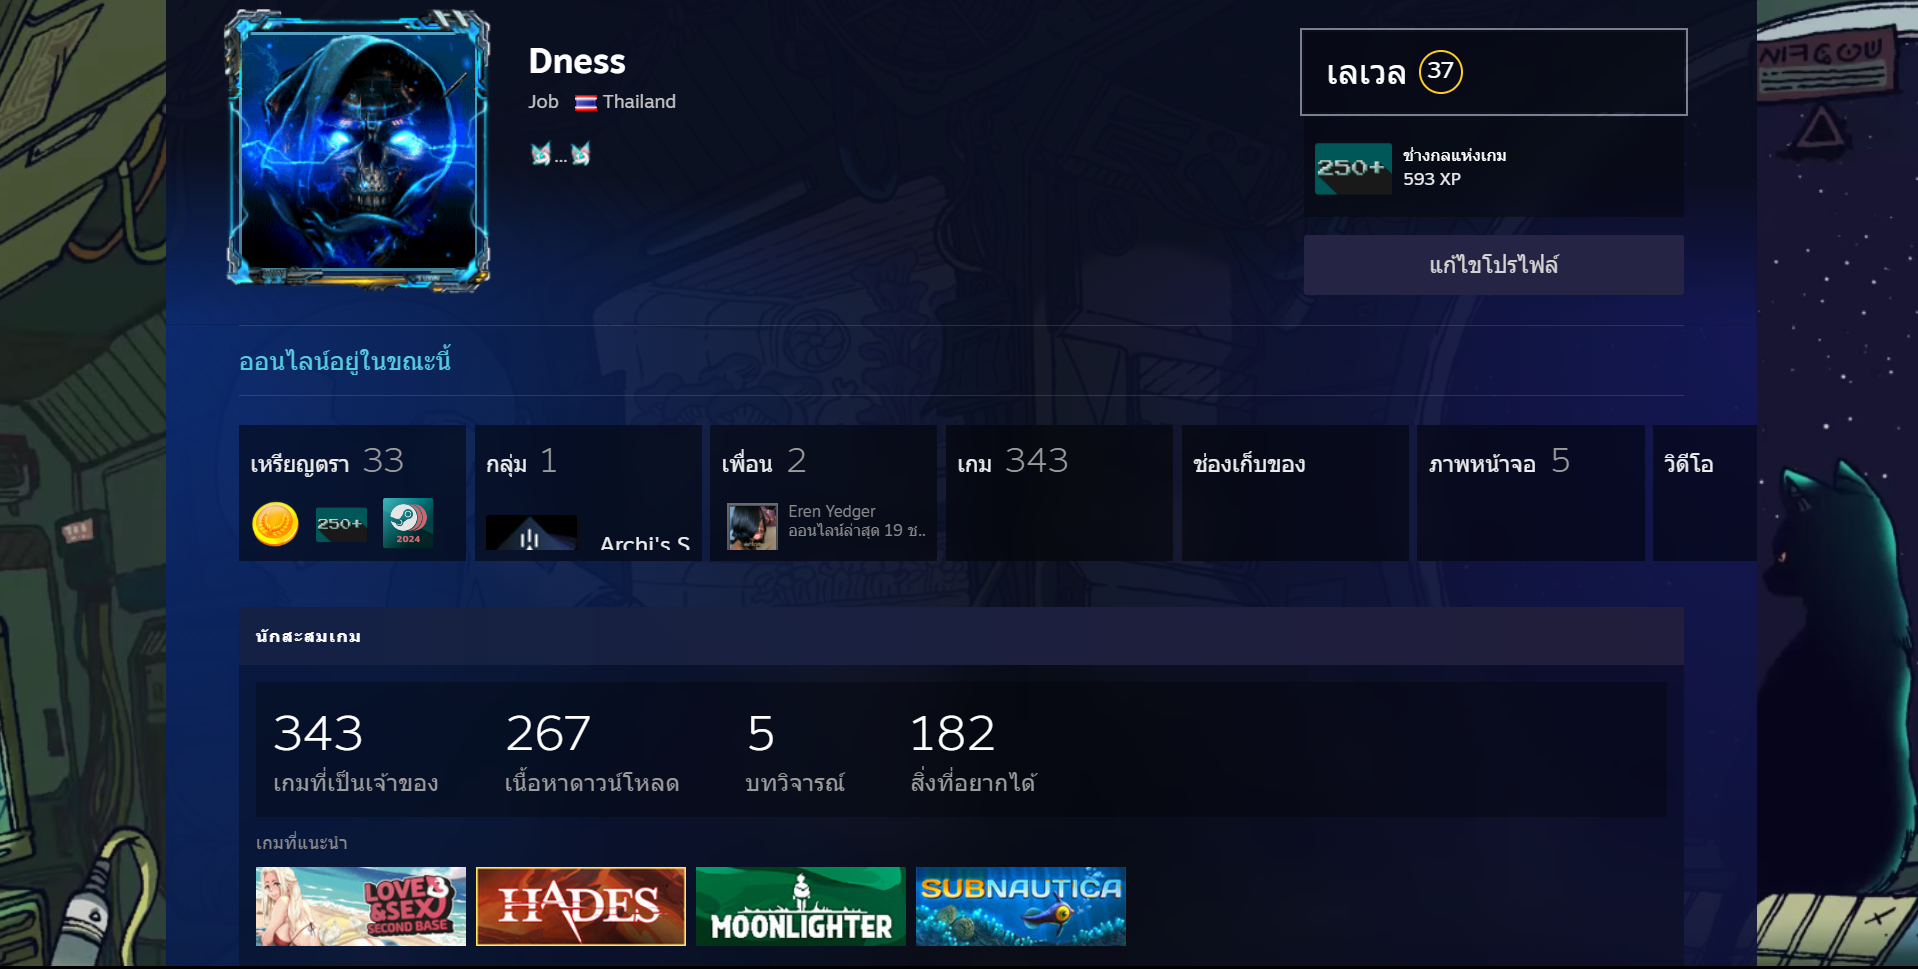 Dness
Job Thailand
...
เลเวล 37
250+
ช่างกลแห่งเกม
593 XP
แก้ไขโปรไฟล์
ออนไลน์อยู่ในขณะนี้
เหรียญตรา 33
250+
2024
กลุ่ม 1
Archi's S
เพื่อน 2
Eren Yedger
ออนไลน์ล่าสุด 19 ช..
เกม 343
ช่องเก็บของ
ภาพหน้าจอ 5
วิดีโอ
นักสะสมเกม
343
เกมที่เป็นเจ้าของ
267
เนื้อหาดาวน์โหลด
5
บทวิจารณ์
182
สิ่งที่อยากได้
เกมที่แนะนำ
LOVE
& SEX
SECOND BASE
HADES
MOONLIGHTER
SUBNAUTICA